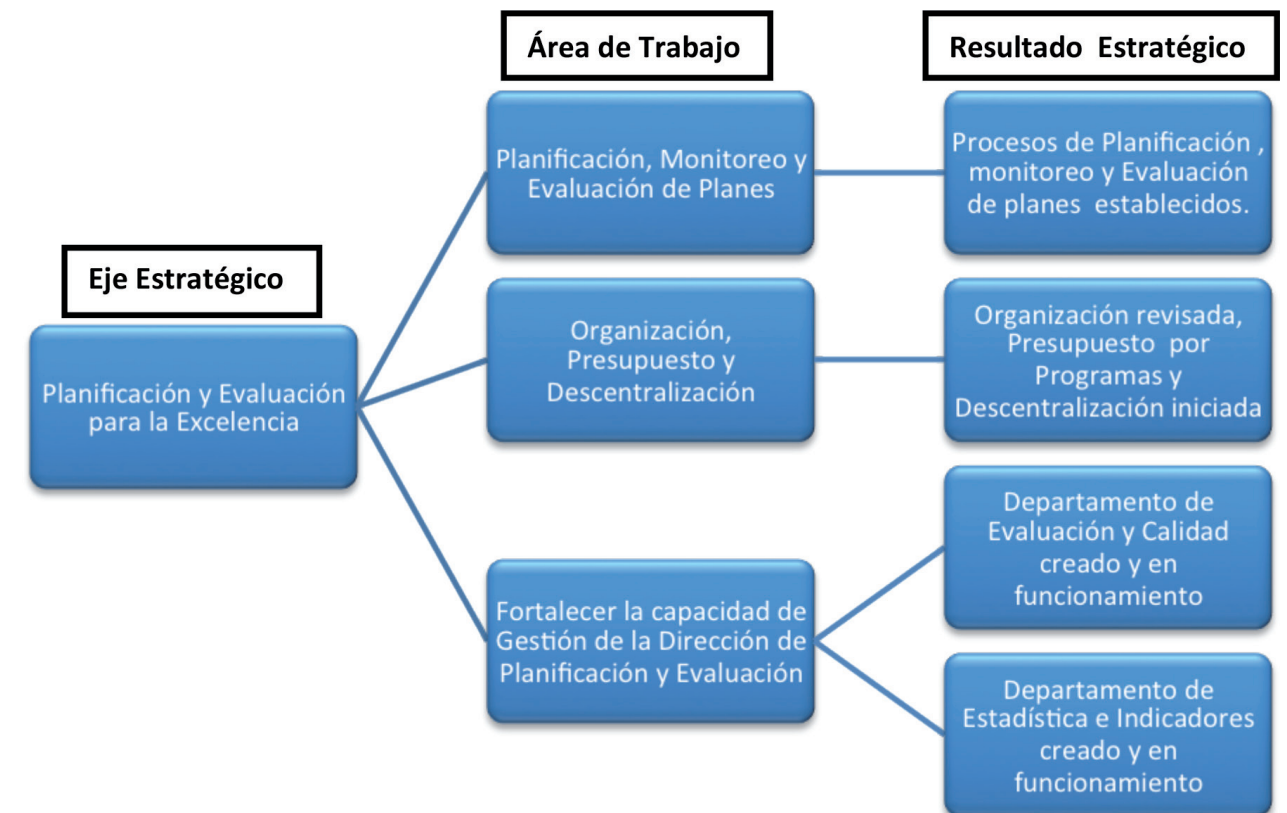 Área de Trabajo
Resultado Estratégico
Eje Estratégico
Planificación y Evaluación
para la Excelencia
Planificación, Monitoreo y
Evaluación de Planes
Procesos de Planificación ,
monitoreo y Evaluación
de planes establecidos.
Organización,
Presupuesto y
Descentralización
Organización revisada,
Presupuesto por
Programas y
Descentralización iniciada
Fortalecer la capacidad de
Gestión de la Dirección de
Planificación y Evaluación
Departamento de
Evaluación y Calidad
creado y en
funcionamiento
Departamento de
Estadística e Indicadores
creado y en
funcionamiento